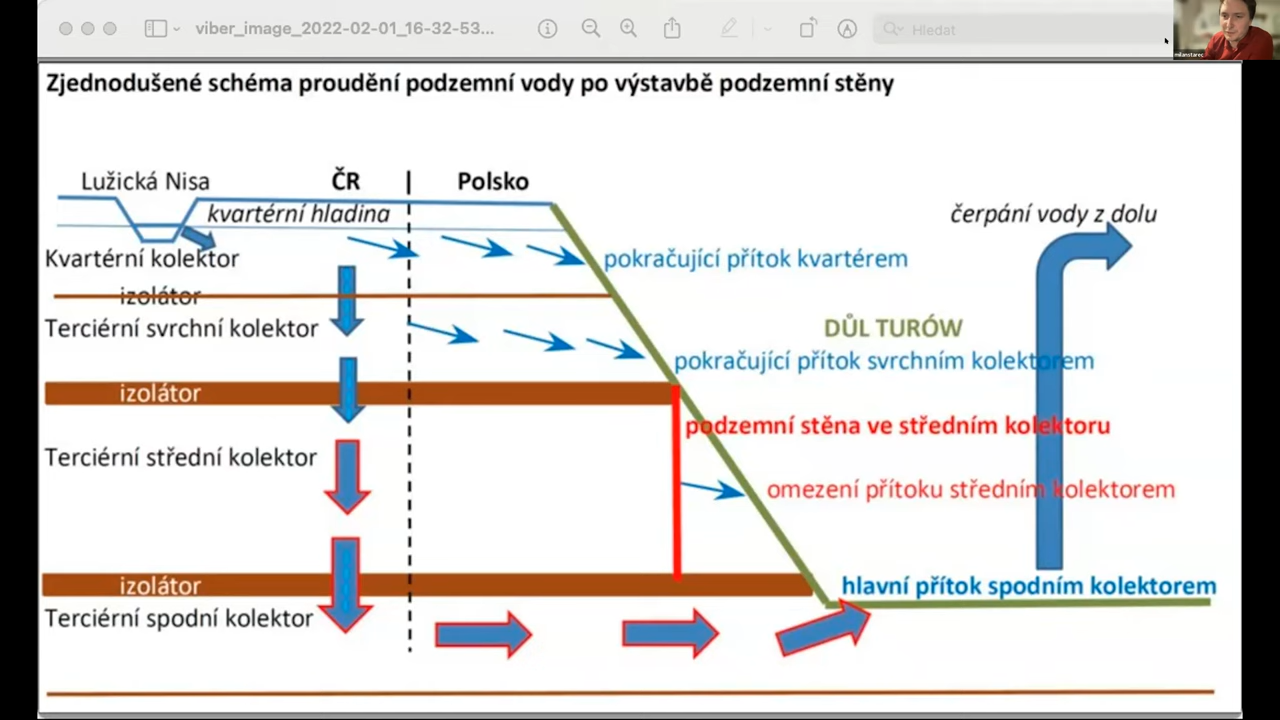 viber_image_2022-02-01_16-32-53...
Hledat
milanstarec
Zjednodušené schéma proudění podzemní vody po výstavbě podzemní stěny
Lužická Nisa
ČR
Polsko
kvartérní hladina
čerpání vody z dolu
Kvartérní kolektor
pokračující přítok kvartérem
izolátor
Terciérní svrchní kolektor
DŮL TURÓW
pokračující přítok svrchním kolektorem
izolátor
podzemní stěna ve středním kolektoru
Terciérní střední kolektor
omezení přítoku středním kolektorem
izolátor
hlavní přítok spodním kolektorem
Terciérní spodní kolektor